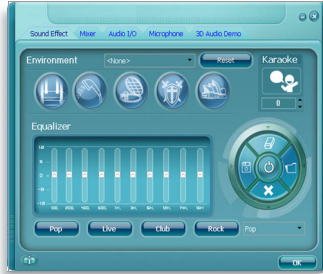 Sound Effect Mixer Audio I/O Microphone 3D Audio Demo
Environment <None> Reset Karaoke
0
Equalizer
Pop Live Club Rock Pop
OK